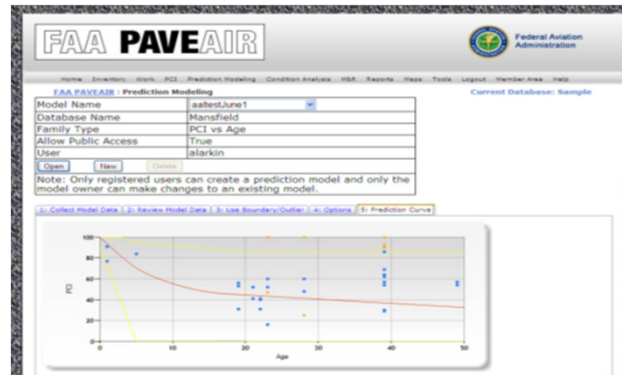 FAA PAVEAIR
Federal Aviation
Administration
Home Inventory Work PCI Prediction Modeling Condition Analysis M&R Reports Maps Tools Logout Member Area Help
FAA PAVEAIR : Prediction Modeling
Current Database: Sample
Model Name aaltestJune1
Database Name Mansfield
Family Type PCI vs Age
Allow Public Access True
User alarkin
Open New Delete
Note: Only registered users can create a prediction model and only the
model owner can make changes to an existing model.
1: Collect Model Data 2: Review Model Data 3: Use Boundary/Outlier 4: Options 5: Prediction Curve
100
80
60
40
20
0
PCI
0 10 20 30 40 50
Age